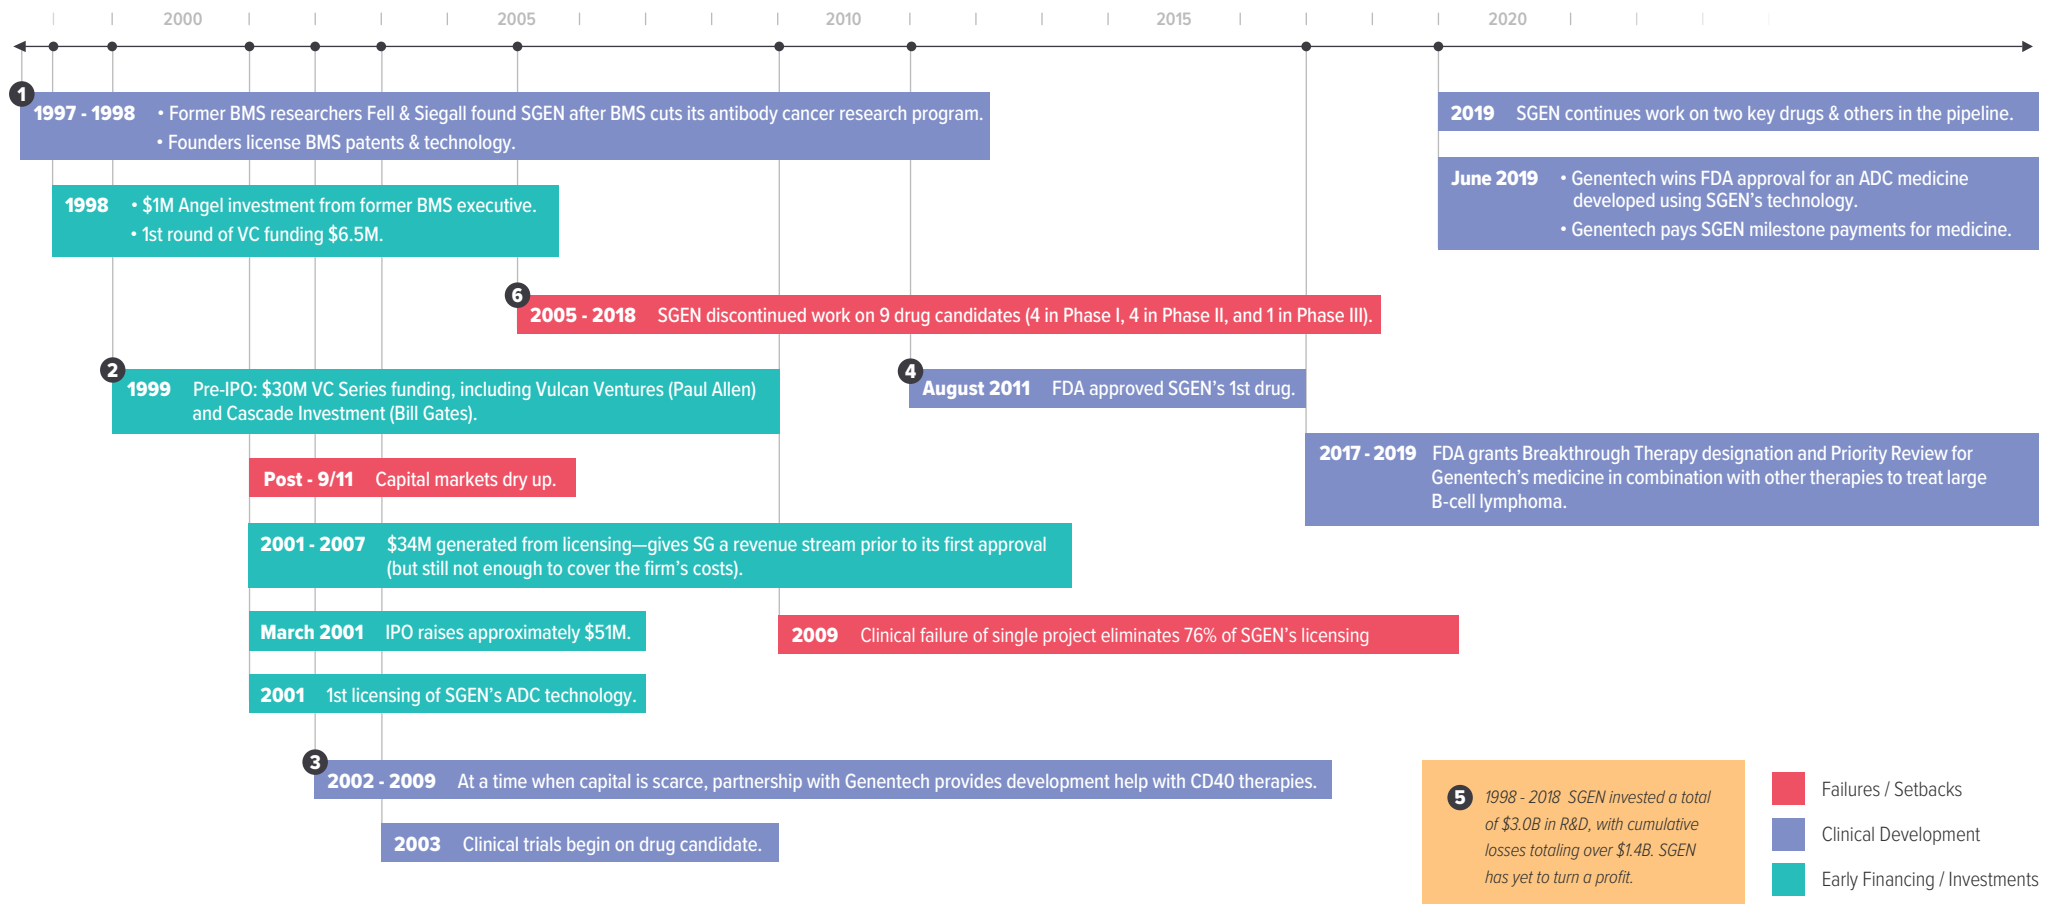 2000 2005 2010 2015 2020
1
1997 - 1998 • Former BMS researchers Fell & Siegall found SGEN after BMS cuts its antibody cancer research program.
• Founders license BMS patents & technology.
2019 SGEN continues work on two key drugs & others in the pipeline.
June 2019 • Genentech wins FDA approval for an ADC medicine
developed using SGEN's technology.
• Genentech pays SGEN milestone payments for medicine.
1998 • $1M Angel investment from former BMS executive.
• 1st round of VC funding $6.5M.
6
2005 - 2018 SGEN discontinued work on 9 drug candidates (4 in Phase I, 4 in Phase II, and 1 in Phase III).
2
1999 Pre-IPO: $30M VC Series funding, including Vulcan Ventures (Paul Allen)
and Cascade Investment (Bill Gates).
4
August 2011 FDA approved SGEN's 1st drug.
2017 - 2019 FDA grants Breakthrough Therapy designation and Priority Review for
Genentech's medicine in combination with other therapies to treat large
B-cell lymphoma.
Post - 9/11 Capital markets dry up.
2001 - 2007 $34M generated from licensing—gives SG a revenue stream prior to its first approval
(but still not enough to cover the firm's costs).
March 2001 IPO raises approximately $51M.
2009 Clinical failure of single project eliminates 76% of SGEN's licensing
2001 1st licensing of SGEN's ADC technology.
3
2002 - 2009 At a time when capital is scarce, partnership with Genentech provides development help with CD40 therapies.
2003 Clinical trials begin on drug candidate.
5 1998 - 2018 SGEN invested a total
of $3.0B in R&D, with cumulative
losses totaling over $1.4B. SGEN
has yet to turn a profit.
Failures / Setbacks
Clinical Development
Early Financing / Investments